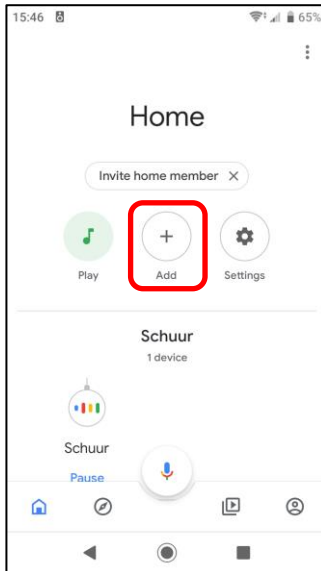 15:46 65%
Home
Invite home member
Play Add Settings
Schuur
1 device
Schuur
Pause